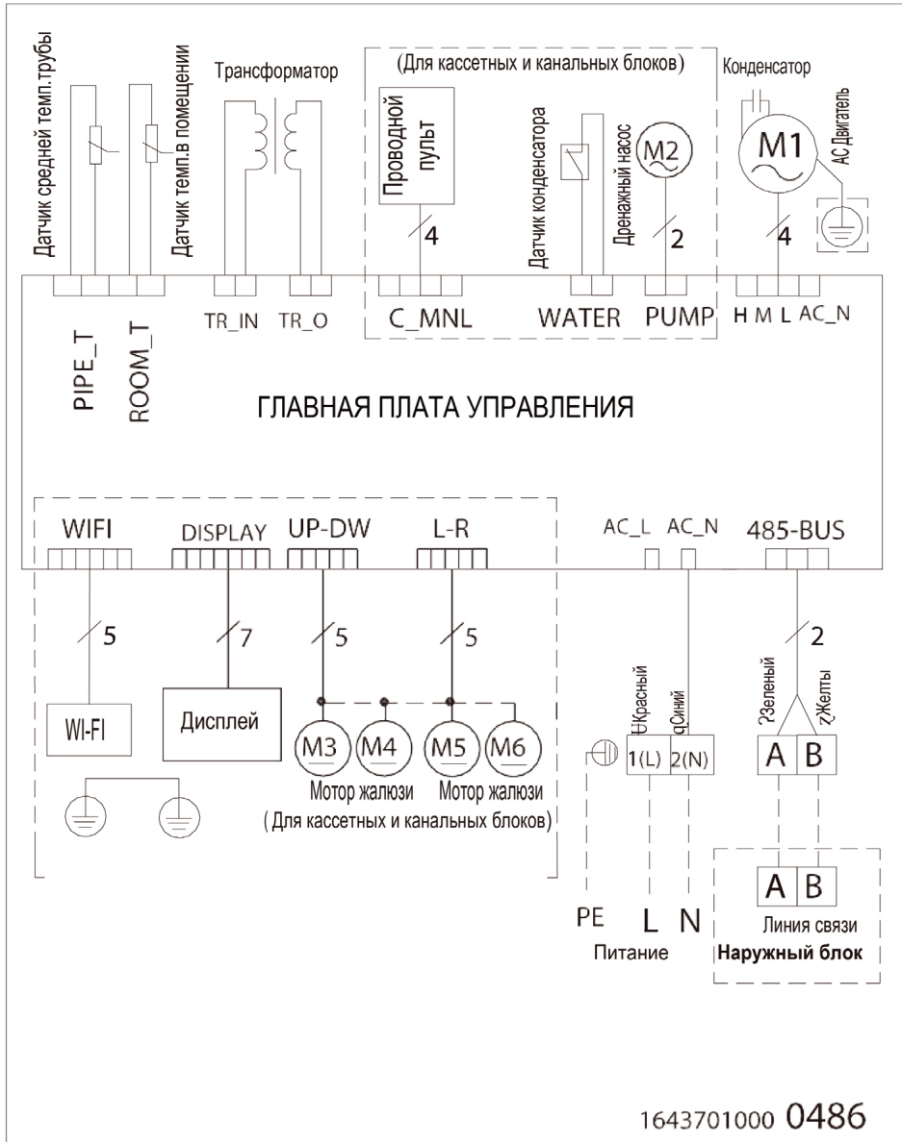 Датчик средней темп.трубы
Датчик темп.в помещении
Трансформатор
(Для кассетных и канальных блоков)
Проводной
пульт
Датчик конденсатора
Дренажный насос
M2
Конденсатор
M1
AC Двигатель
4
2
4
PIPE_T
ROOM_T
TR_IN
TR_O
C_MNL
WATER
PUMP
H M L AC_N
ГЛАВНАЯ ПЛАТА УПРАВЛЕНИЯ
WIFI
DISPLAY
UP-DW
L-R
AC_L
AC_N
485-BUS
5
7
5
5
2
WI-FI
Дисплей
M3
M4
M5
M6
Мотор жалюзи
Мотор жалюзи
( Для кассетных и канальных блоков)
Красный
Синий
1(L)
2(N)
Зеленый
Желты
A B
A B
PE L N
Питание
Линия связи
Наружный блок
1643701000 0486